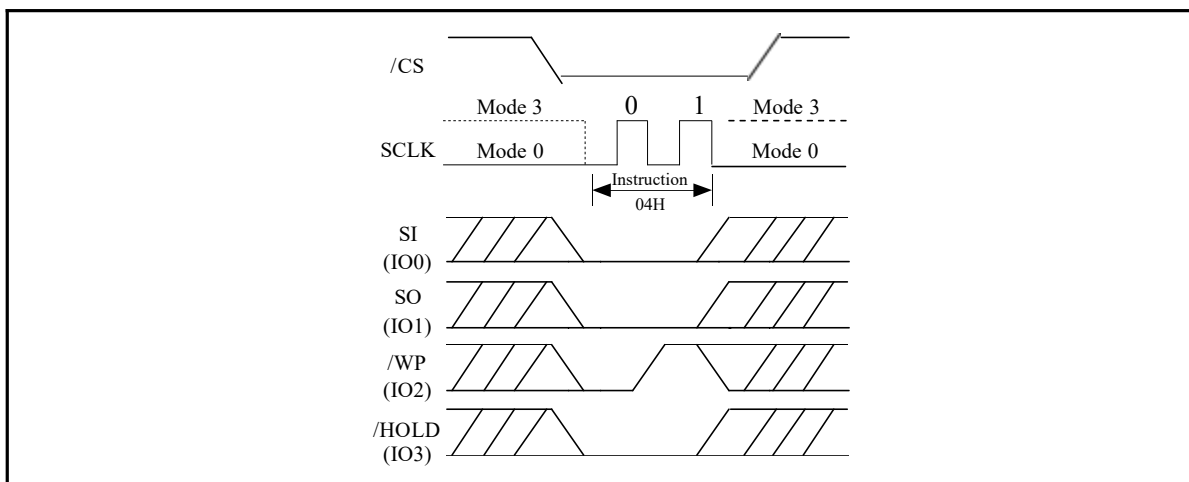 /CS
Mode 3 0 1 Mode 3
SCLK Mode 0 Mode 0
Instruction
04H
SI
(IO0)
SO
(IO1)
/WP
(IO2)
/HOLD
(IO3)